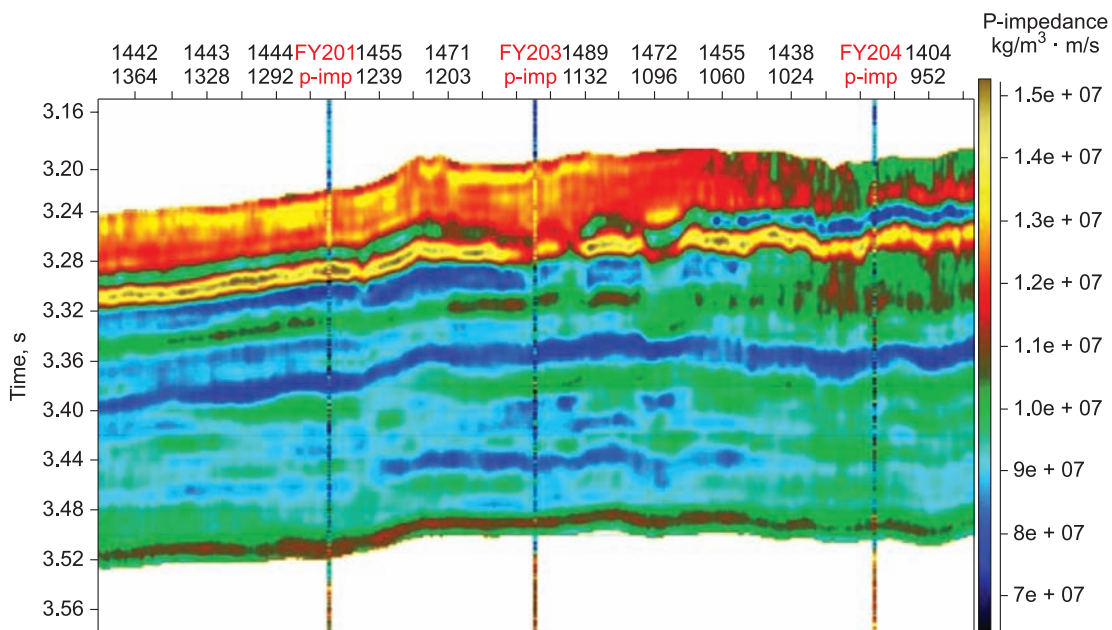 P-impedance
kg/m³ · m/s
1442 1443 1444 FY201 1455 1471 FY203 1489 1472 1455 1438 FY204 1404
1364 1328 1292 p-imp 1239 1203 p-imp 1132 1096 1060 1024 p-imp 952
3.16
3.20
3.24
3.28
3.32
3.36
3.40
3.44
3.48
3.52
3.56
Time, s
1.5e + 07
1.4e + 07
1.3e + 07
1.2e + 07
1.1e + 07
1.0e + 07
9e + 07
8e + 07
7e + 07